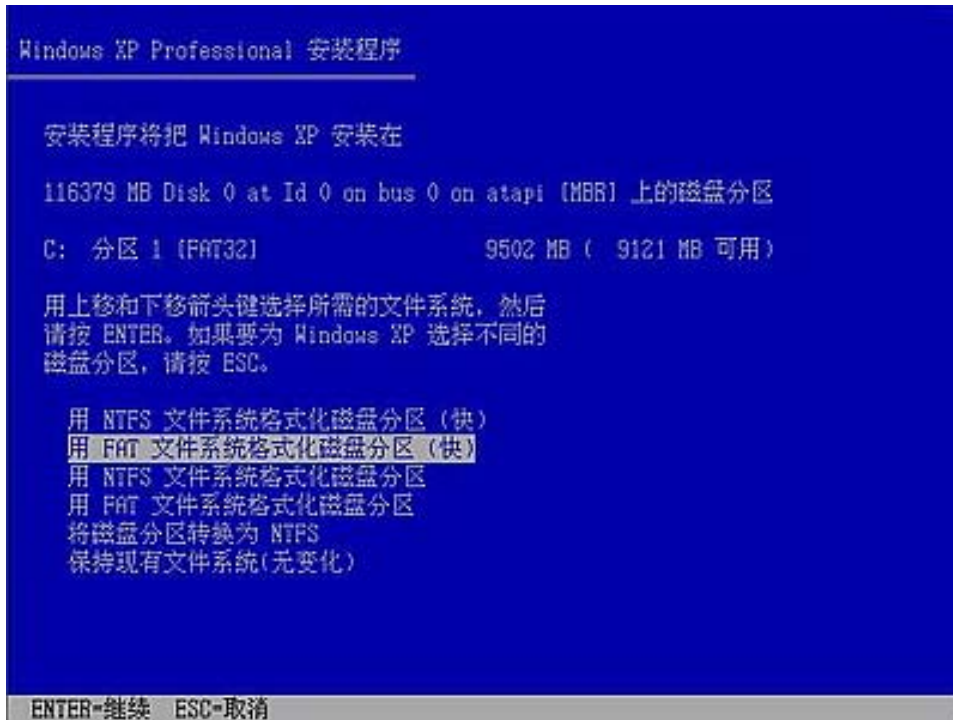 Windows XP Professional 安装程序
安装程序将把 Windows XP 安装在
116379 MB Disk 0 at Id 0 on bus 0 on atapi [MBR] 上的磁盘分区
C: 分区 1 [FAT32] 9502 MB ( 9121 MB 可用)
用上移和下移箭头键选择所需的文件系统，然后
请按 ENTER。如果要为 Windows XP 选择不同的
磁盘分区，请按 ESC。
用 NTFS 文件系统格式化磁盘分区（快）
用 FAT 文件系统格式化磁盘分区（快）
用 NTFS 文件系统格式化磁盘分区
用 FAT 文件系统格式化磁盘分区
将磁盘分区转换为 NTFS
保持现有文件系统(无变化)
ENTER=继续 ESC=取消